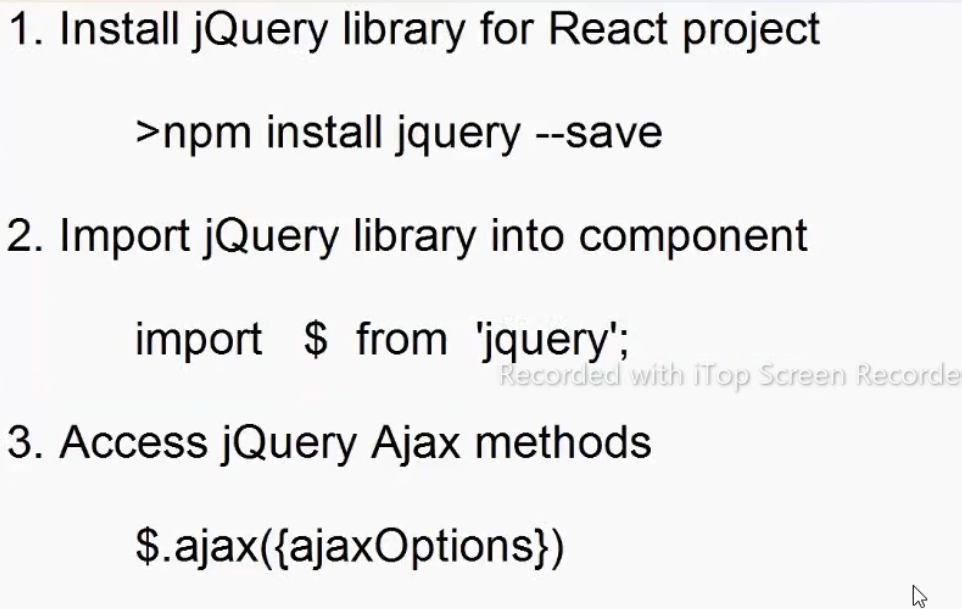 1. Install jQuery library for React project
>npm install jquery --save
2. Import jQuery library into component
import $ from 'jquery';
Recorded with iTop Screen Recorde
3. Access jQuery Ajax methods
$.ajax({ajaxOptions})